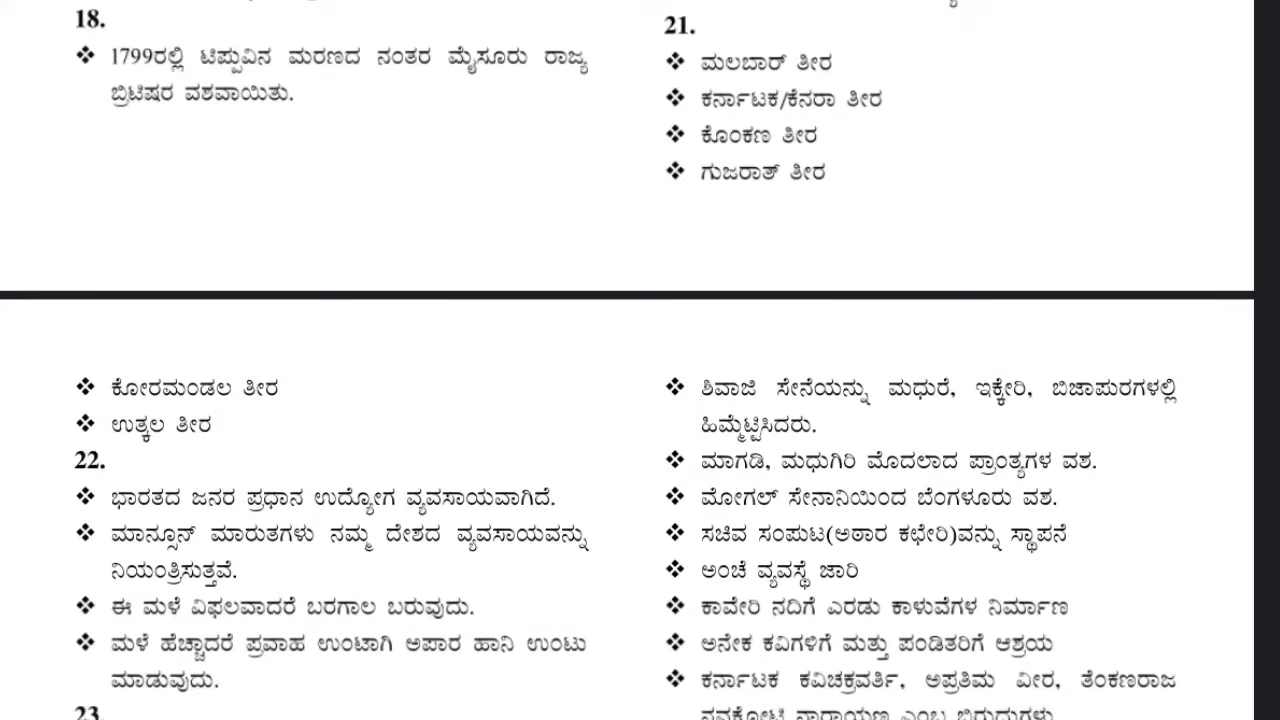 18.
❖ 1799ರಲ್ಲಿ ಟಿಪ್ಪುವಿನ ಮರಣದ ನಂತರ ಮೈಸೂರು ರಾಜ್ಯ
ಬ್ರಿಟಿಷರ ವಶವಾಯಿತು.
21.
❖ ಮಲಬಾರ್ ತೀರ
❖ ಕರ್ನಾಟಕ/ಕೆನರಾ ತೀರ
❖ ಕೊಂಕಣ ತೀರ
❖ ಗುಜರಾತ್ ತೀರ
❖ ಕೋರಮಂಡಲ ತೀರ
❖ ಉತ್ಕಲ ತೀರ
22.
❖ ಭಾರತದ ಜನರ ಪ್ರಧಾನ ಉದ್ಯೋಗ ವ್ಯವಸಾಯವಾಗಿದೆ.
❖ ಮಾನ್ಸೂನ್ ಮಾರುತಗಳು ನಮ್ಮ ದೇಶದ ವ್ಯವಸಾಯವನ್ನು
ನಿಯಂತ್ರಿಸುತ್ತವೆ.
❖ ಈ ಮಳೆ ವಿಫಲವಾದರೆ ಬರಗಾಲ ಬರುವುದು.
❖ ಮಳೆ ಹೆಚ್ಚಾದರೆ ಪ್ರವಾಹ ಉಂಟಾಗಿ ಅಪಾರ ಹಾನಿ ಉಂಟು
ಮಾಡುವುದು.
23.
❖ ಶಿವಾಜಿ ಸೇನೆಯನ್ನು ಮಧುರೆ, ಇಕ್ಕೇರಿ, ಬಿಜಾಪುರಗಳಲ್ಲಿ
ಹಿಮ್ಮೆಟ್ಟಿಸಿದರು.
❖ ಮಾಗಡಿ, ಮಧುಗಿರಿ ಮೊದಲಾದ ಪ್ರಾಂತ್ಯಗಳ ವಶ.
❖ ಮೋಗಲ್ ಸೇನಾನಿಯಿಂದ ಬೆಂಗಳೂರು ವಶ.
❖ ಸಚಿವ ಸಂಪುಟ(ಅಠಾರ ಕಛೇರಿ)ವನ್ನು ಸ್ಥಾಪನೆ
❖ ಅಂಚೆ ವ್ಯವಸ್ಥೆ ಜಾರಿ
❖ ಕಾವೇರಿ ನದಿಗೆ ಎರಡು ಕಾಳುವೆಗಳ ನಿರ್ಮಾಣ
❖ ಅನೇಕ ಕವಿಗಳಿಗೆ ಮತ್ತು ಪಂಡಿತರಿಗೆ ಆಶ್ರಯ
❖ ಕರ್ನಾಟಕ ಕವಿಚಕ್ರವರ್ತಿ, ಅಪ್ರತಿಮ ವೀರ, ತೆಂಕಣರಾಜ
ನವಕೋಟಿ ನಾರಾಯಣ ಎಂಬ ಬಿರುದುಗಳು